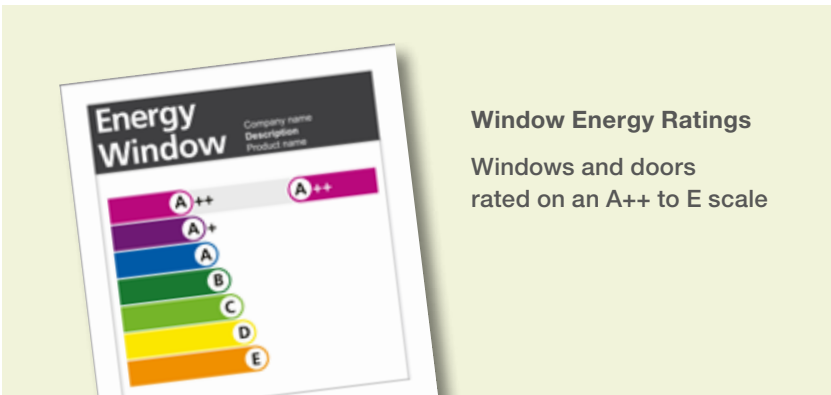 Energy
Window
Company name
Description
Product name
A++ A++
A+
A
B
C
D
E
Window Energy Ratings
Windows and doors
rated on an A++ to E scale